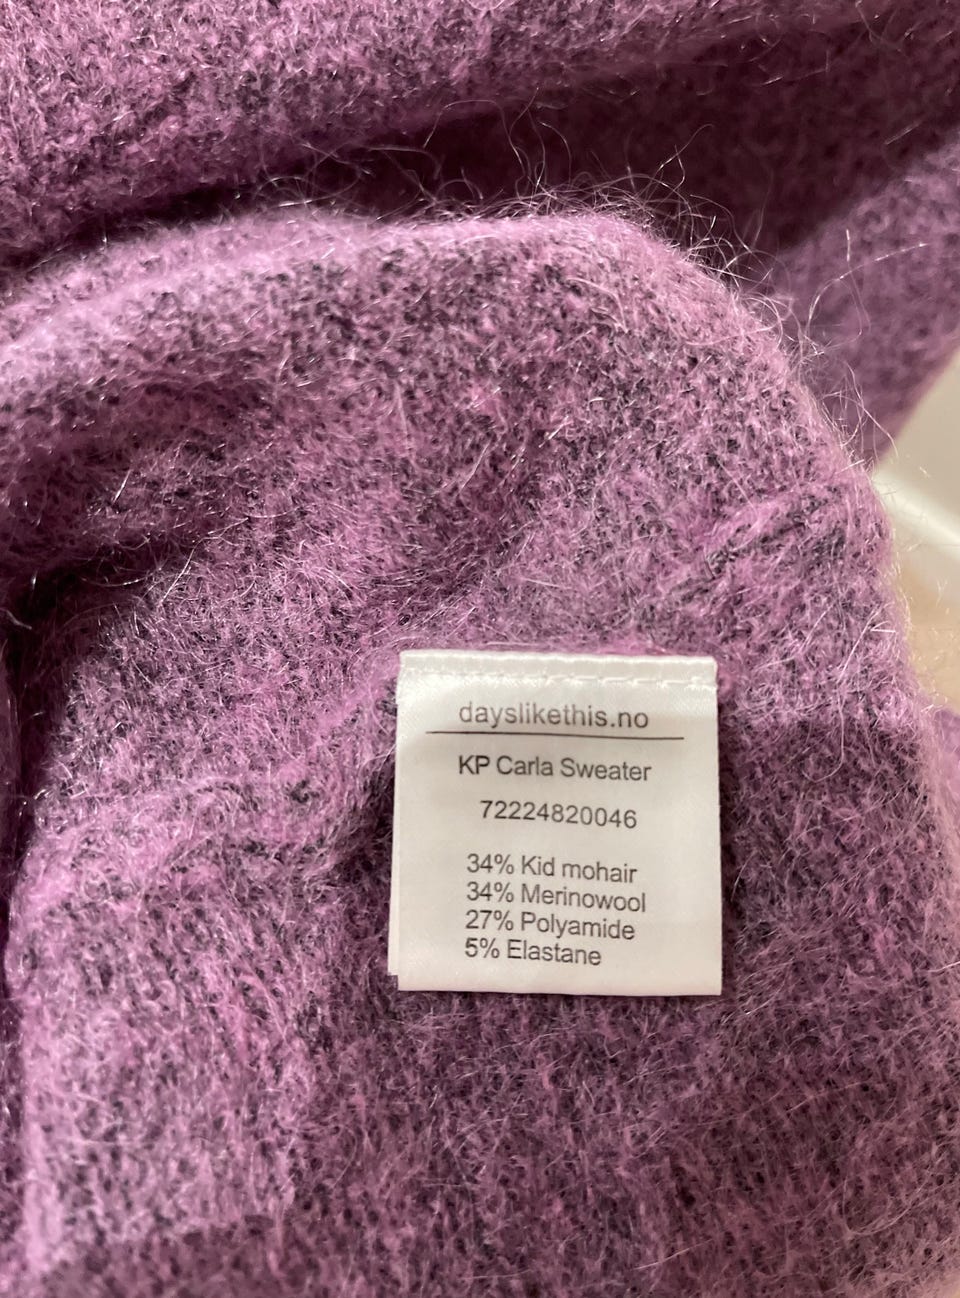 dayslikethis.no
KP Carla Sweater
72224820046
34% Kid mohair
34% Merinowool
27% Polyamide
5% Elastane